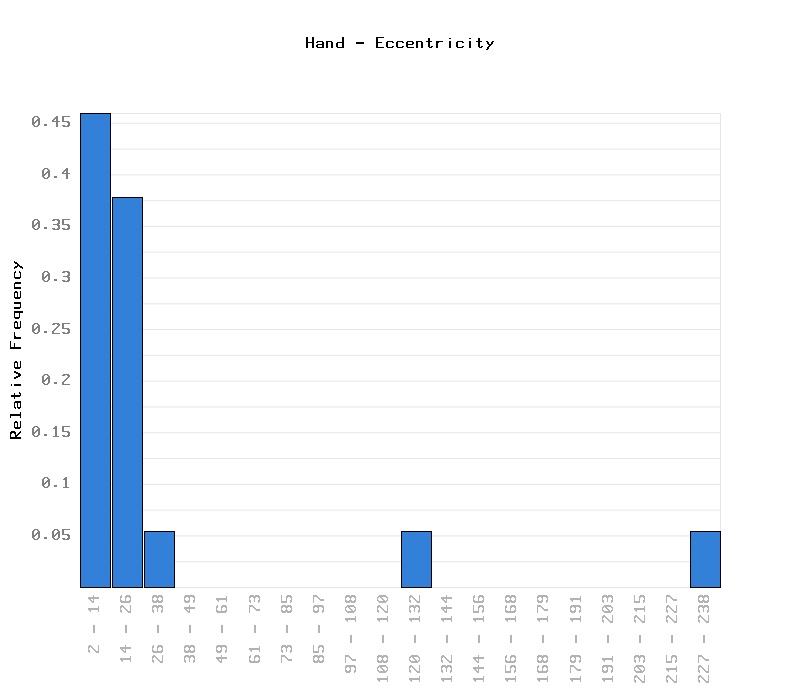 Hand - Eccentricity
Relative Frequency
0.45
0.4
0.35
0.3
0.25
0.2
0.15
0.1
0.05
2 - 14
14 - 26
26 - 38
38 - 49
49 - 61
61 - 73
73 - 85
85 - 97
97 - 108
108 - 120
120 - 132
132 - 144
144 - 156
156 - 168
168 - 179
179 - 191
191 - 203
203 - 215
215 - 227
227 - 238